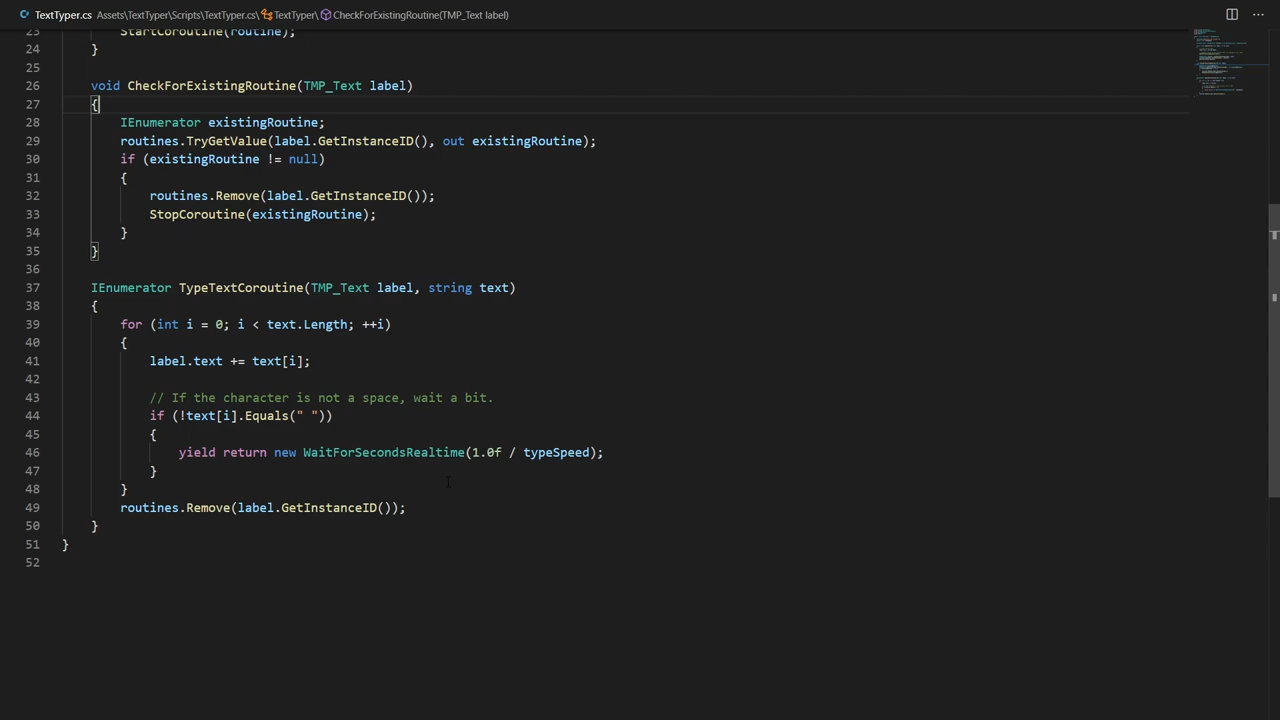 TextTyper.cs Assets\TextTyper\Scripts\TextTyper.cs\TextTyper\CheckForExistingRoutine(TMP_Text label)
23 StartCoroutine(routine);
24 }
25
26 void CheckForExistingRoutine(TMP_Text label)
27 {
28 IEnumerator existingRoutine;
29 routines.TryGetValue(label.GetInstanceID(), out existingRoutine);
30 if (existingRoutine != null)
31 {
32 routines.Remove(label.GetInstanceID());
33 StopCoroutine(existingRoutine);
34 }
35 }
36
37 IEnumerator TypeTextCoroutine(TMP_Text label, string text)
38 {
39 for (int i = 0; i < text.Length; ++i)
40 {
41 label.text += text[i];
42
43 // If the character is not a space, wait a bit.
44 if (!text[i].Equals(" "))
45 {
46 yield return new WaitForSecondsRealtime(1.0f / typeSpeed);
47 }
48 }
49 routines.Remove(label.GetInstanceID());
50 }
51 }
52